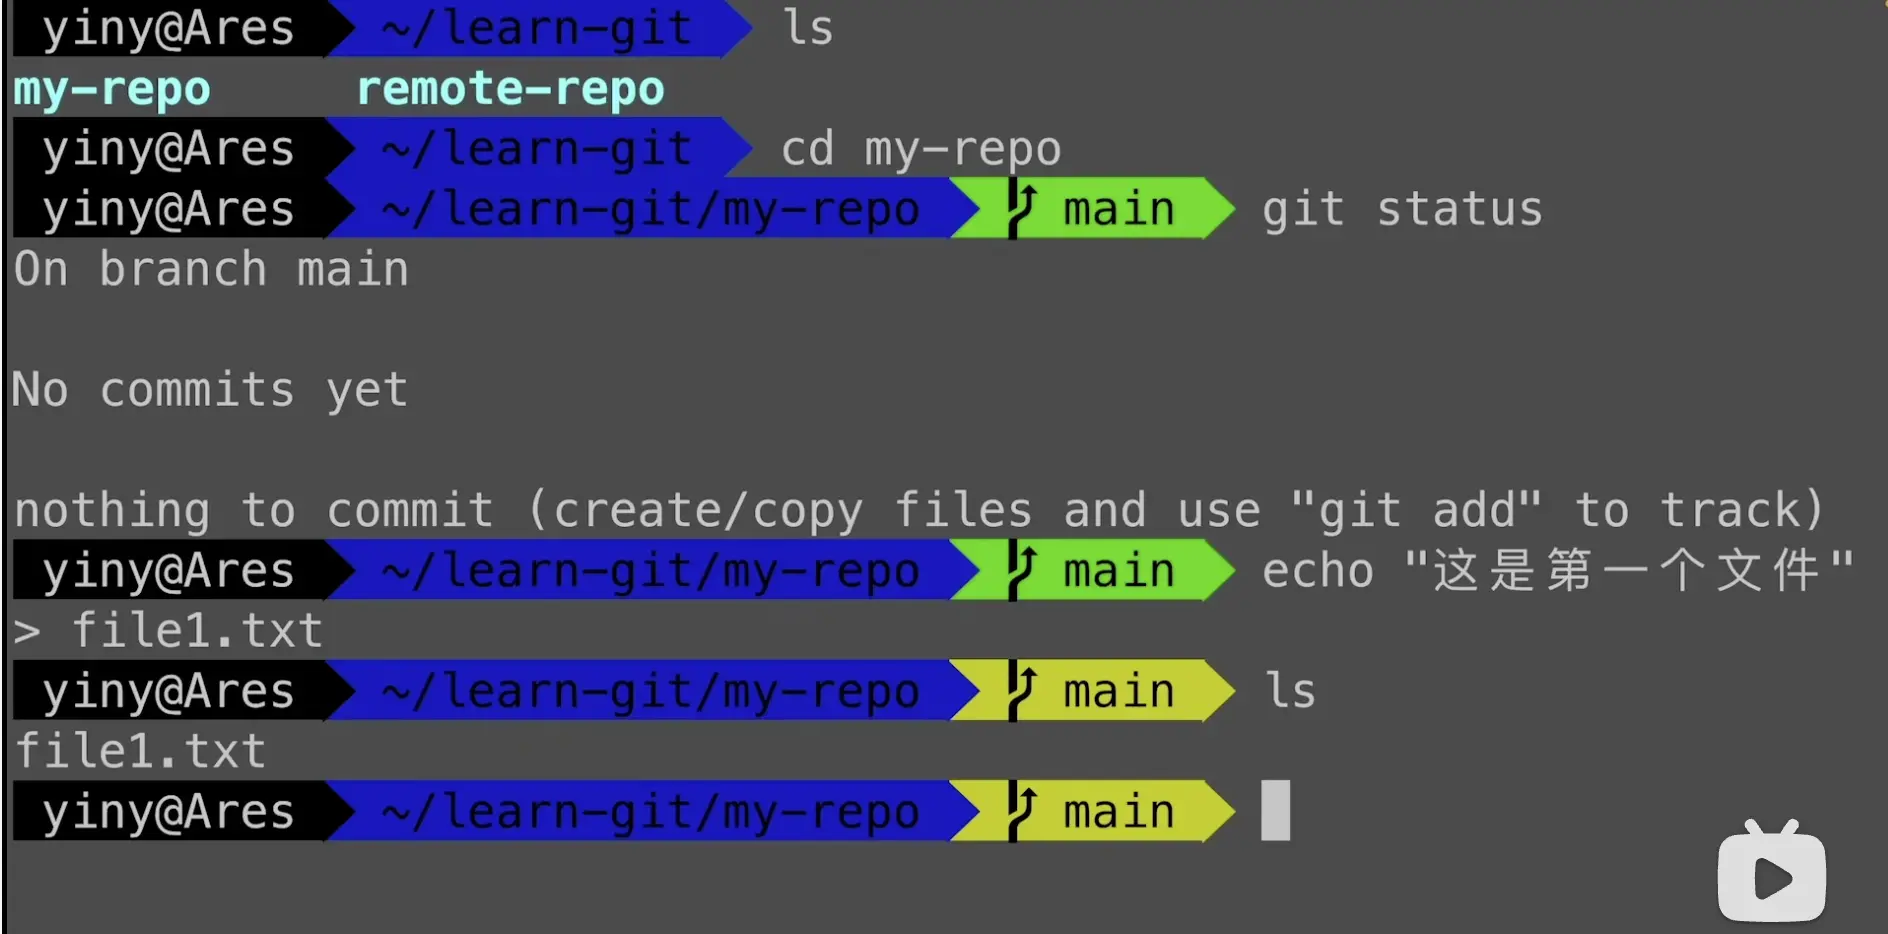 yiny@Ares ~/learn-git ls
my-repo remote-repo
yiny@Ares ~/learn-git cd my-repo
yiny@Ares ~/learn-git/my-repo main git status
On branch main
No commits yet
nothing to commit (create/copy files and use "git add" to track)
yiny@Ares ~/learn-git/my-repo main echo "这是第一个文件"
> file1.txt
yiny@Ares ~/learn-git/my-repo main ls
file1.txt
yiny@Ares ~/learn-git/my-repo main